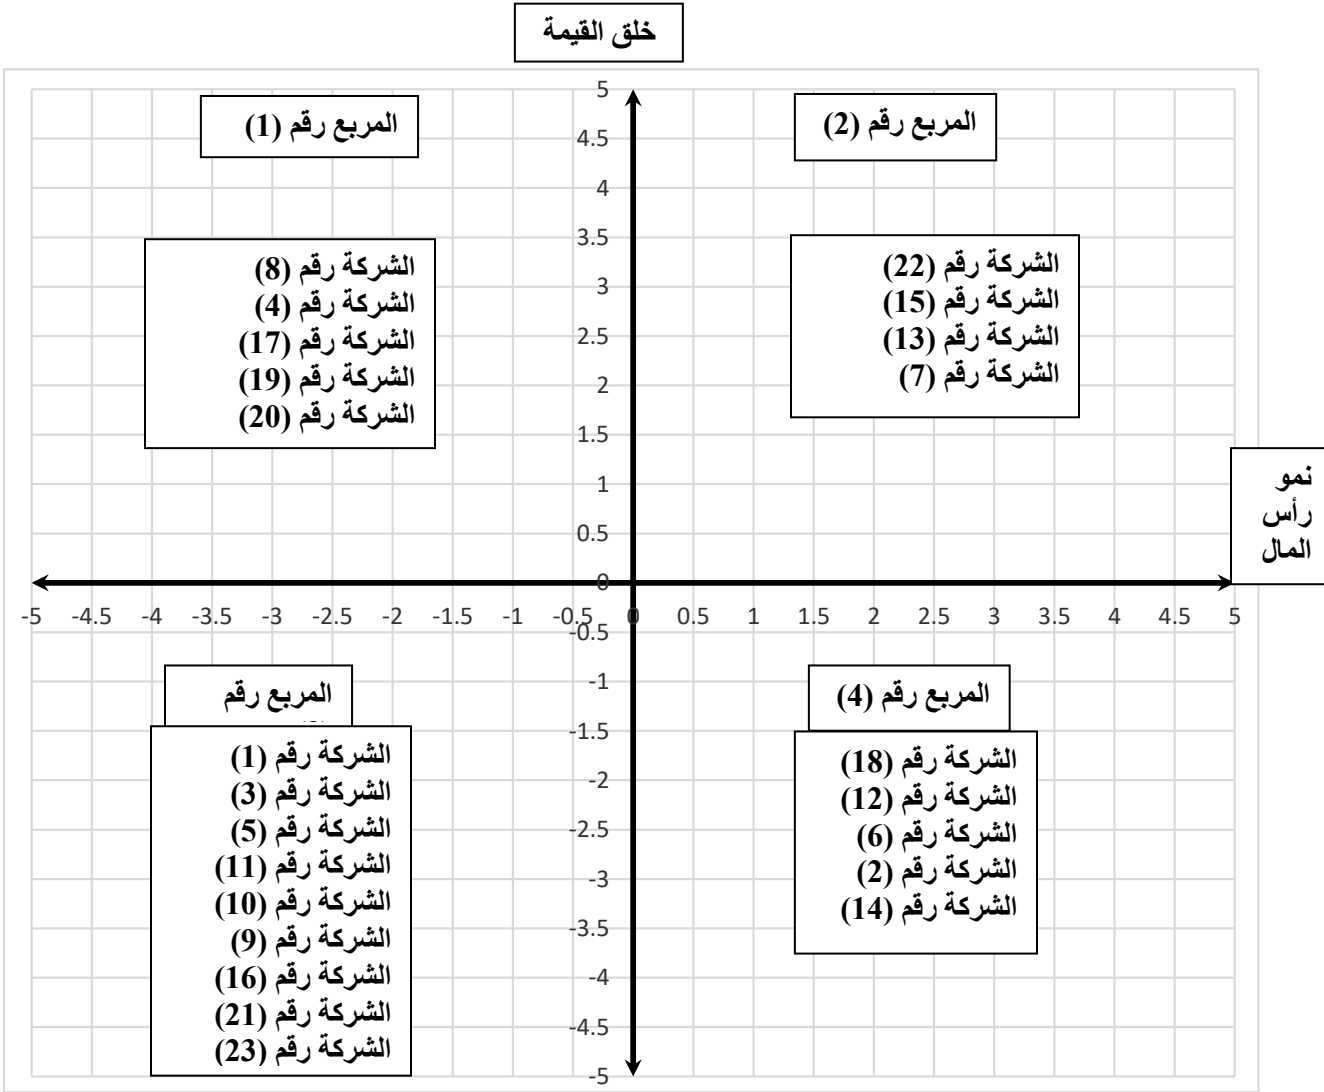 خلق القيمة
المربع رقم (1)
المربع رقم (2)
الشركة رقم (8)
الشركة رقم (4)
الشركة رقم (17)
الشركة رقم (19)
الشركة رقم (20)
الشركة رقم (22)
الشركة رقم (15)
الشركة رقم (13)
الشركة رقم (7)
نمو
رأس
المال
5
4.5
4
3.5
3
2.5
2
1.5
1
0.5
0
-0.5
-1
-1.5
-2
-2.5
-3
-3.5
-4
-4.5
-5
-5 -4.5 -4 -3.5 -3 -2.5 -2 -1.5 -1 -0.5 0 0.5 1 1.5 2 2.5 3 3.5 4 4.5 5
المربع رقم
الشركة رقم (1)
الشركة رقم (3)
الشركة رقم (5)
الشركة رقم (11)
الشركة رقم (10)
الشركة رقم (9)
الشركة رقم (16)
الشركة رقم (21)
الشركة رقم (23)
المربع رقم (4)
الشركة رقم (18)
الشركة رقم (12)
الشركة رقم (6)
الشركة رقم (2)
الشركة رقم (14)